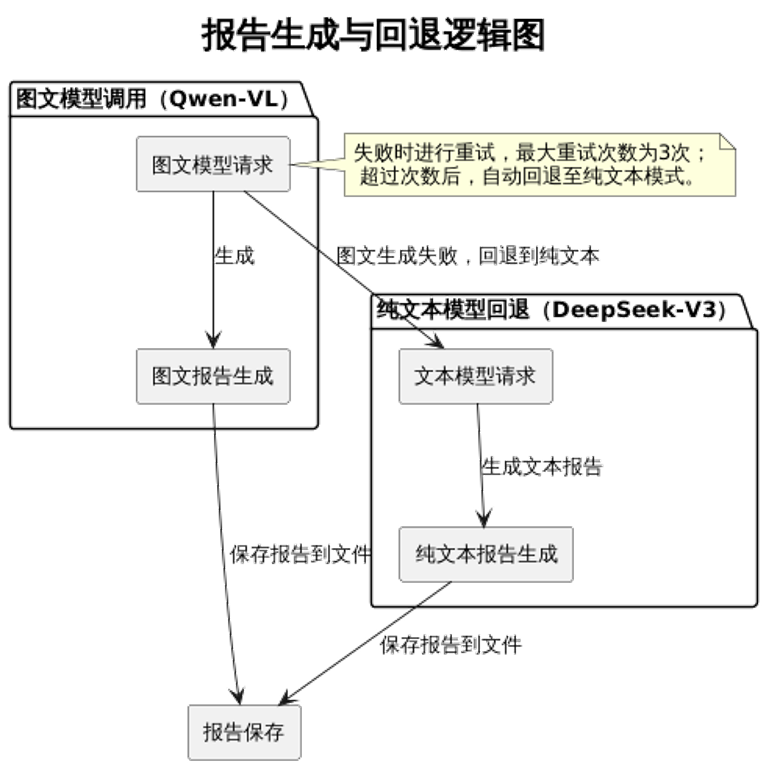 报告生成与回退逻辑图
图文模型调用（Qwen-VL）
图文模型请求
失败时进行重试，最大重试次数为3次；
超过次数后，自动回退至纯文本模式。
生成
图文生成失败，回退到纯文本
纯文本模型回退（DeepSeek-V3）
图文报告生成
文本模型请求
生成文本报告
保存报告到文件
纯文本报告生成
保存报告到文件
报告保存